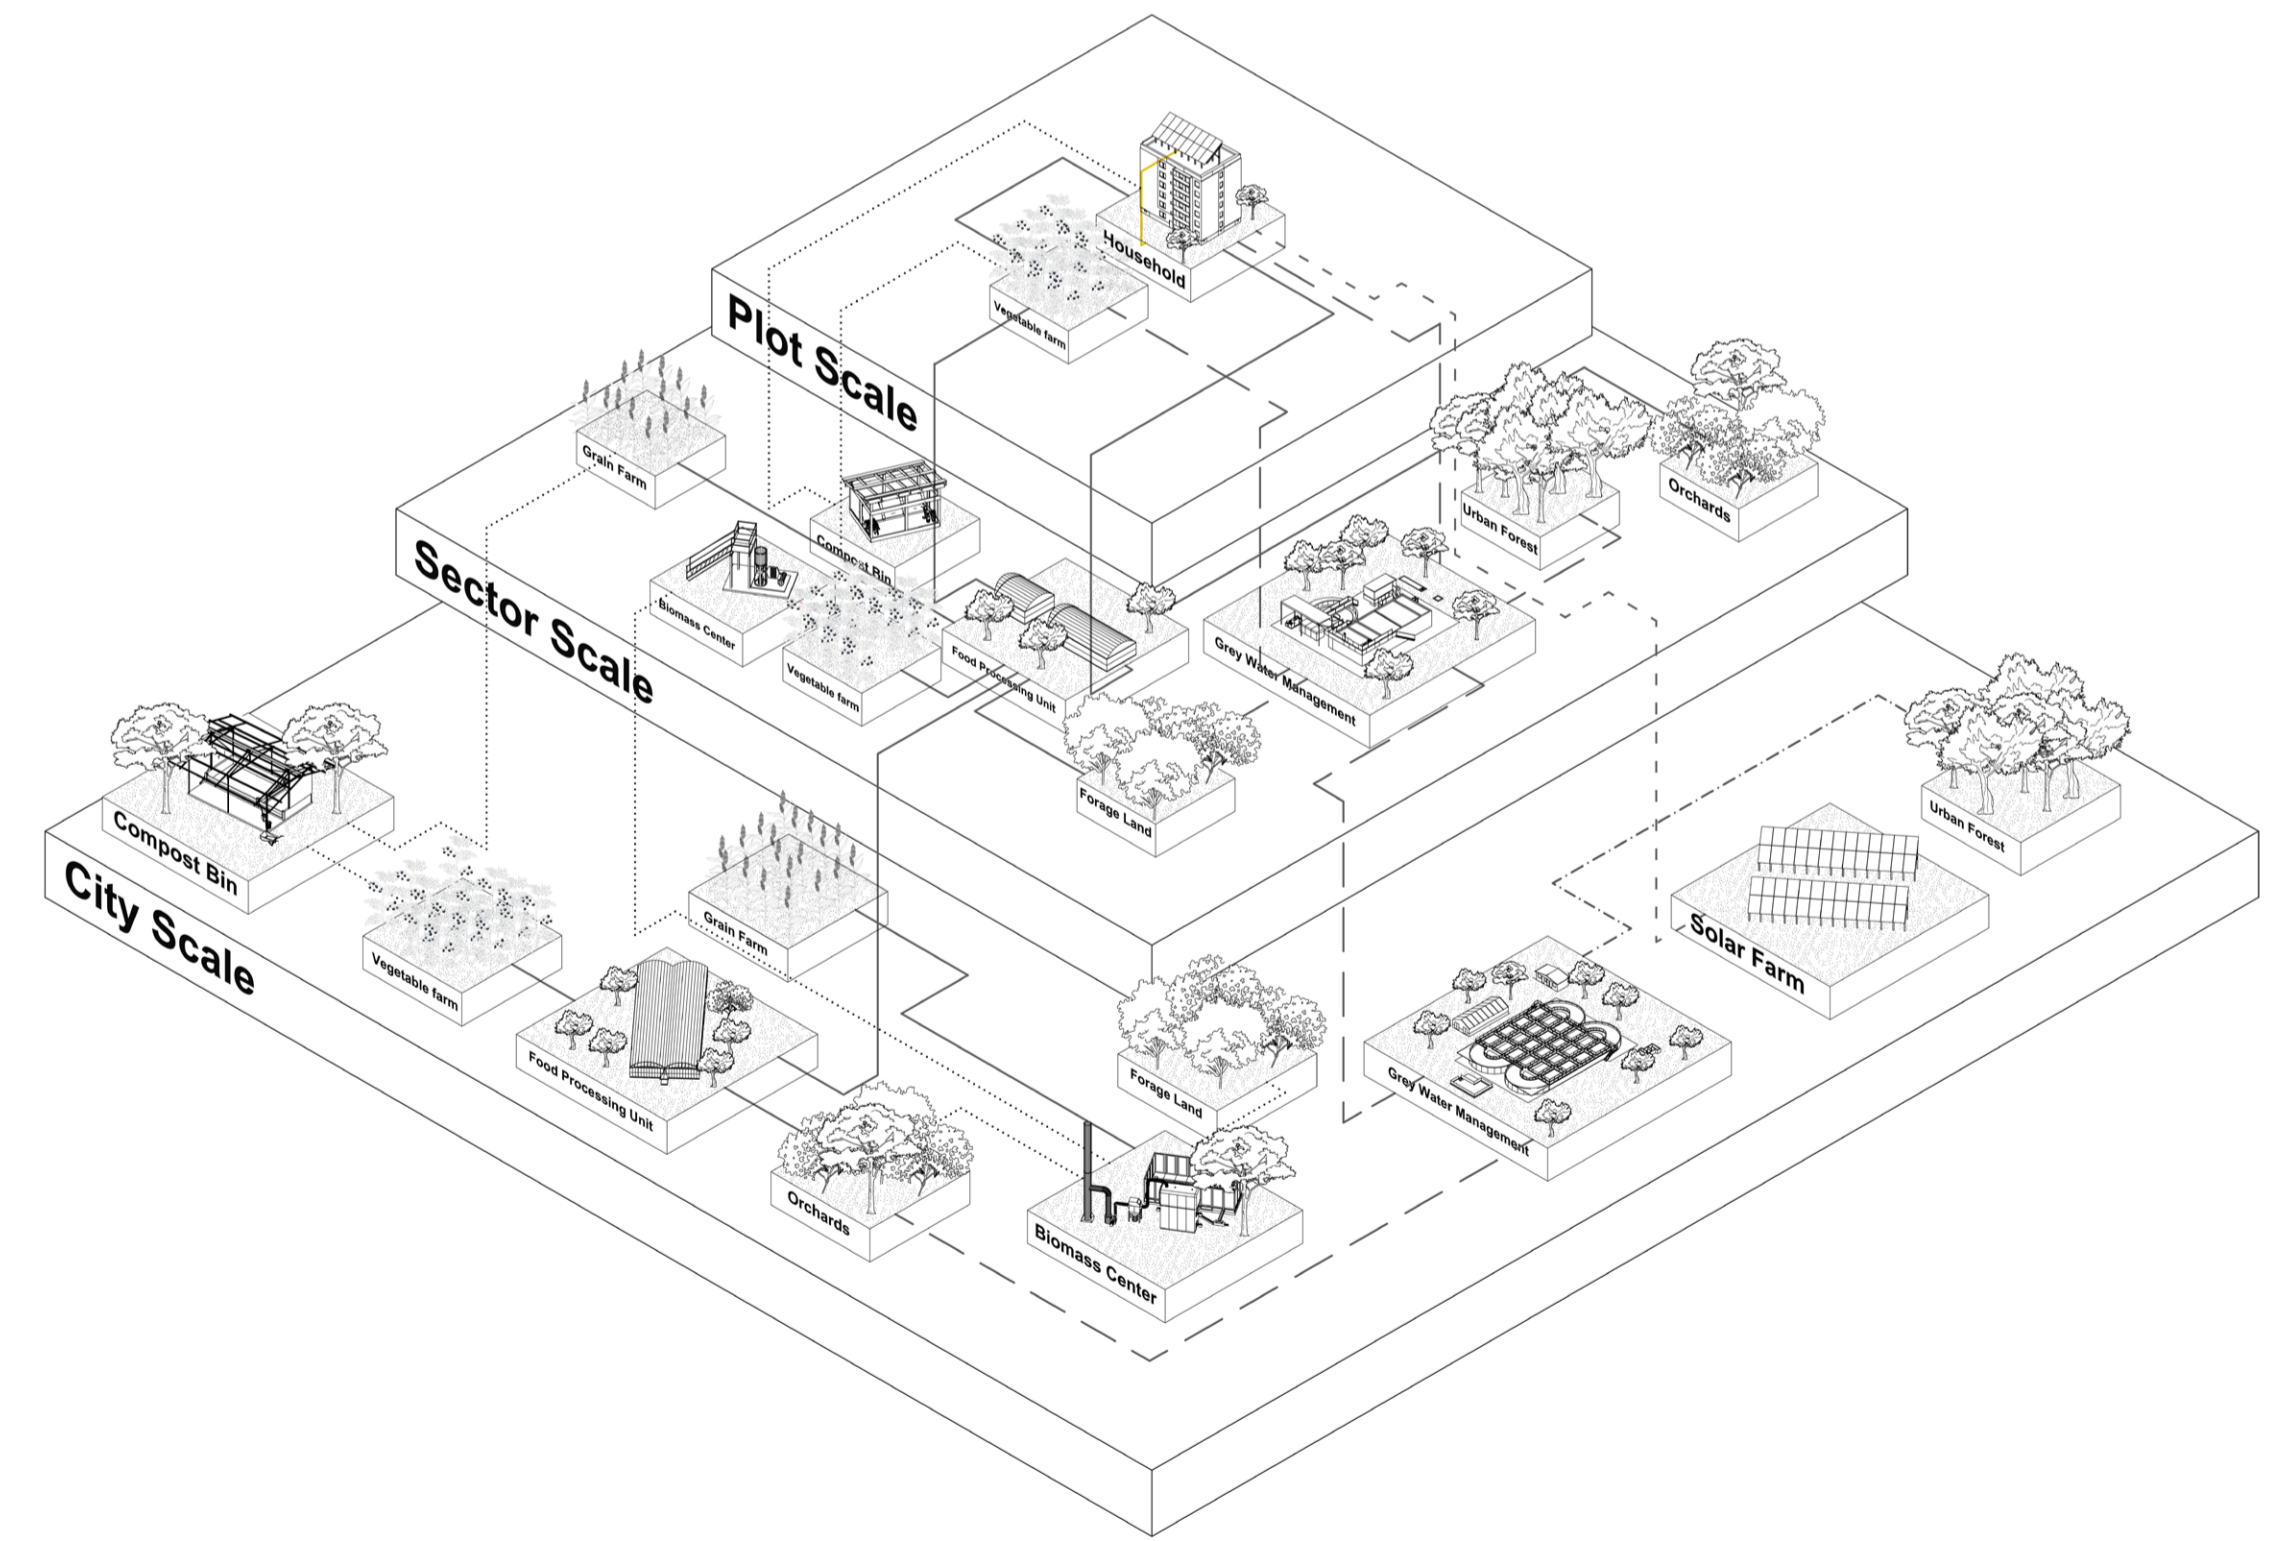 Household
Vegetable farm
Plot Scale
Grain Farm
Compost Bin
Urban Forest
Orchards
Biomass Center
Vegetable farm
Food Processing Unit
Grey Water Management
Forage Land
Sector Scale
Compost Bin
Vegetable farm
Grain Farm
Food Processing Unit
Orchards
Forage Land
Biomass Center
Grey Water Management
Solar Farm
Urban Forest
City Scale